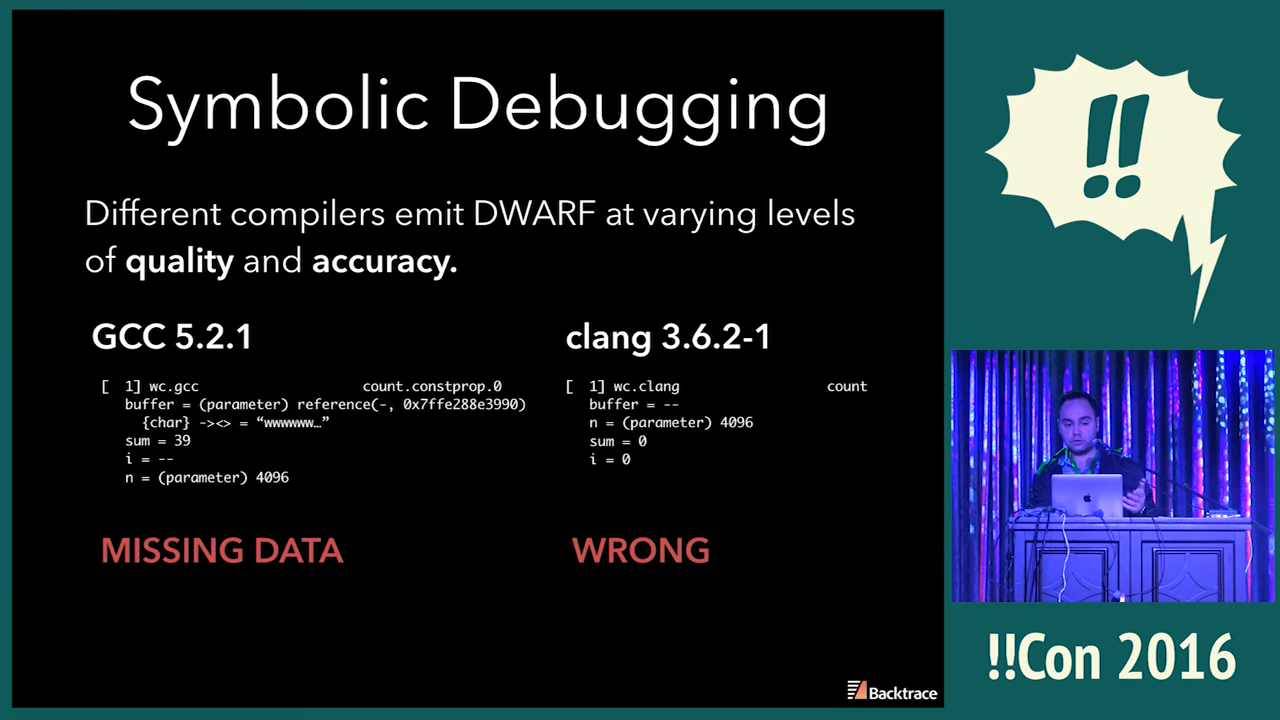 Symbolic Debugging
Different compilers emit DWARF at varying levels
of quality and accuracy.
GCC 5.2.1
[ 1] wc.gcc count.constprop.0
buffer = (parameter) reference(-, 0x7ffe288e3990)
{char} -><> = “wwwwwww…”
sum = 39
i = --
n = (parameter) 4096
MISSING DATA
clang 3.6.2-1
[ 1] wc.clang count
buffer = --
n = (parameter) 4096
sum = 0
i = 0
WRONG
Backtrace
!!
!!Con 2016